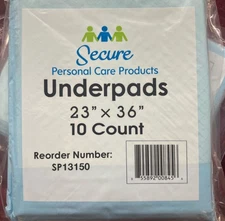 Secure
Personal Care Products
Underpads
23" X 36"
10 Count
Reorder Number:
SP13150